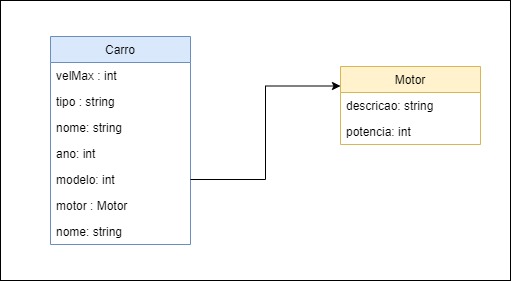 Carro
velMax : int
tipo : string
nome: string
ano: int
modelo: int
motor : Motor
nome: string
Motor
descricao: string
potencia: int